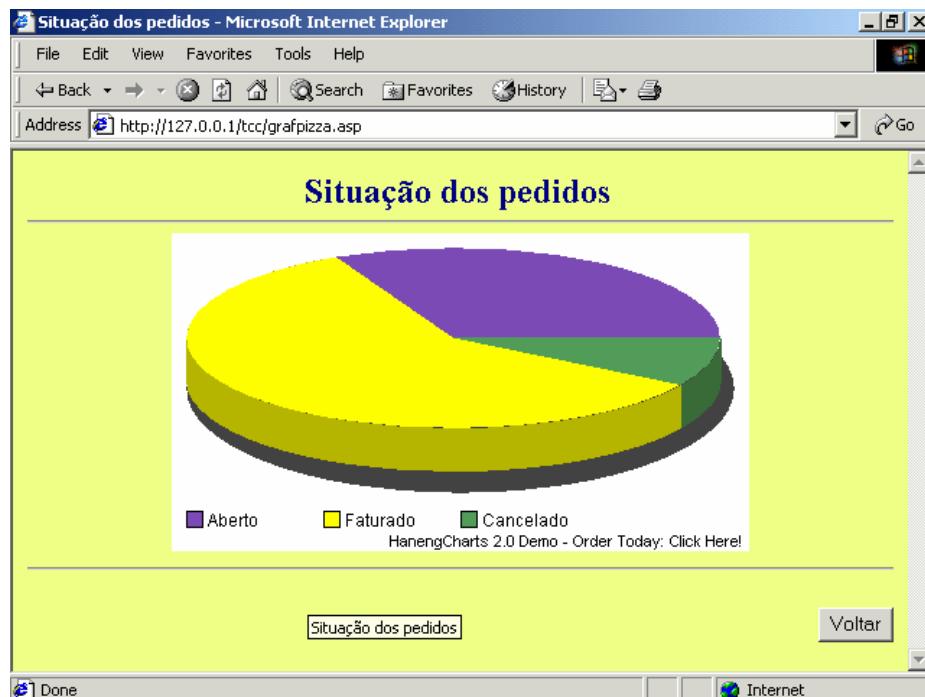 Situação dos pedidos - Microsoft Internet Explorer
File Edit View Favorites Tools Help
Back Search Favorites History
Address http://127.0.0.1/tcc/grafpizza.asp Go
Situação dos pedidos
Aberto Faturado Cancelado
HanengCharts 2.0 Demo - Order Today: Click Here!
Situação dos pedidos
Voltar
Done Internet